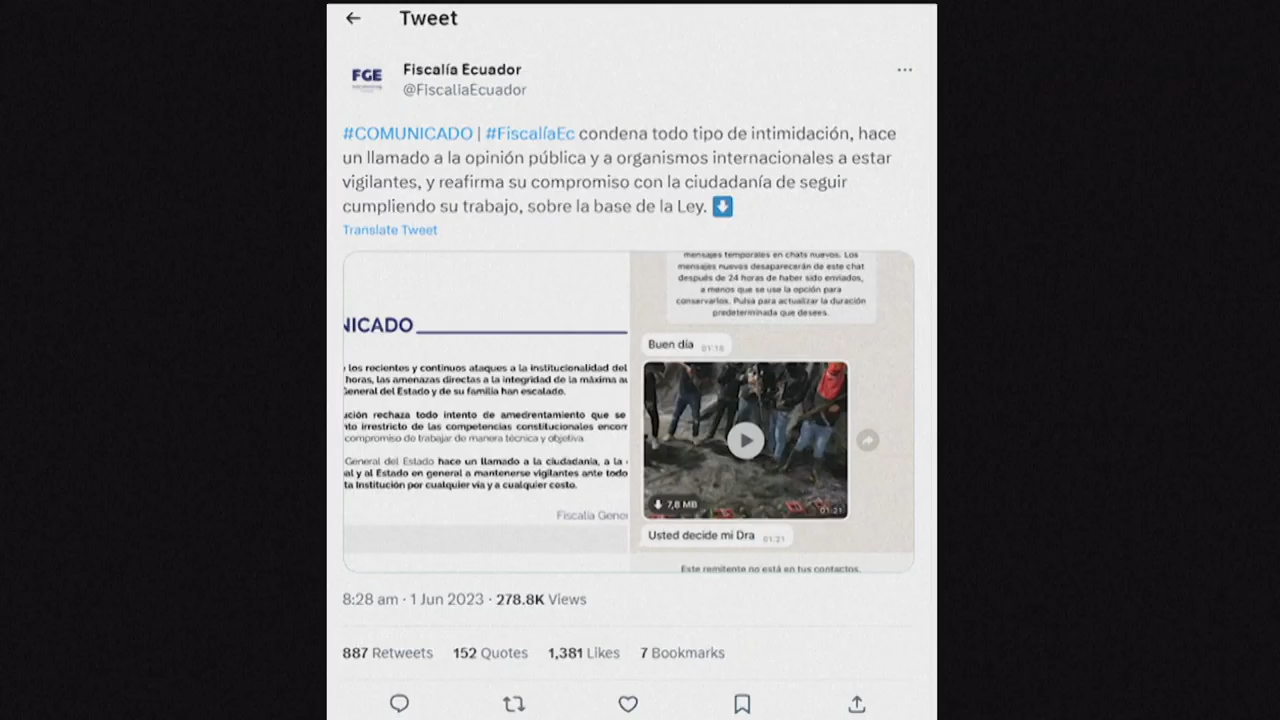 Tweet
FGE
Fiscalía Ecuador
@FiscaliaEcuador
#COMUNICADO | #FiscalíaEc condena todo tipo de intimidación, hace
un llamado a la opinión pública y a organismos internacionales a estar
vigilantes, y reafirma su compromiso con la ciudadanía de seguir
cumpliendo su trabajo, sobre la base de la Ley.
Translate Tweet
NICADO
los recientes y continuos ataques a la institucionalidad del
horas, las amenazas directas a la integridad de la máxima au
General del Estado y de su familia han escalado.
ución rechaza todo intento de amedrentamiento que se
nto irrestricto de las competencias constitucionales encom
compromiso de trabajar de manera técnica y objetiva
General del Estado hace un llamado a la ciudadanía, a la
al y al Estado en general a mantenerse vigilantes ante todo
ta Institución por cualquier vía y a cualquier costo.
Fiscalía Gener
mensajes temporales en chats nuevos. Los
mensajes nuevos desaparecerán de este chat
después de 24 horas de haber sido enviados,
a menos que se use la opción para
conservarlos. Pulsa para actualizar la duración
predeterminada que desees.
Buen día 01:18
7,8 MB
01:21
Usted decide mi Dra 01:21
Este remitente no está en tus contactos.
8:28 am · 1 Jun 2023 · 278.8K Views
887 Retweets 152 Quotes 1,381 Likes 7 Bookmarks